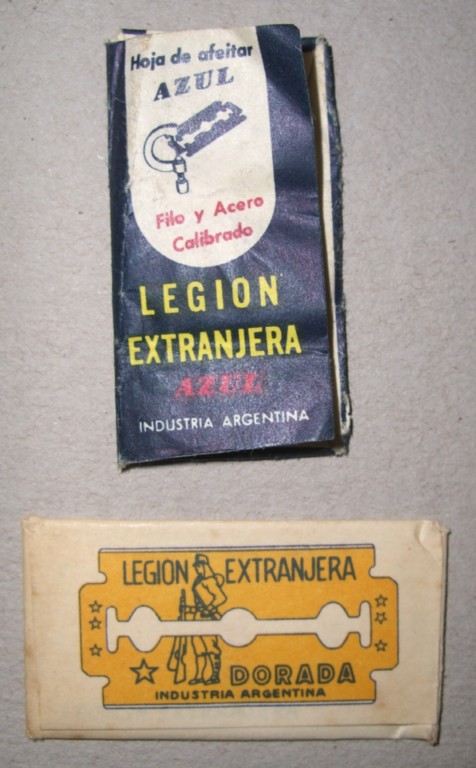 Hoja de afeitar
AZUL
Filo y Acero
Calibrado
LEGION
EXTRANJERA
AZUL
INDUSTRIA ARGENTINA
LEGION EXTRANJERA
DORADA
INDUSTRIA ARGENTINA